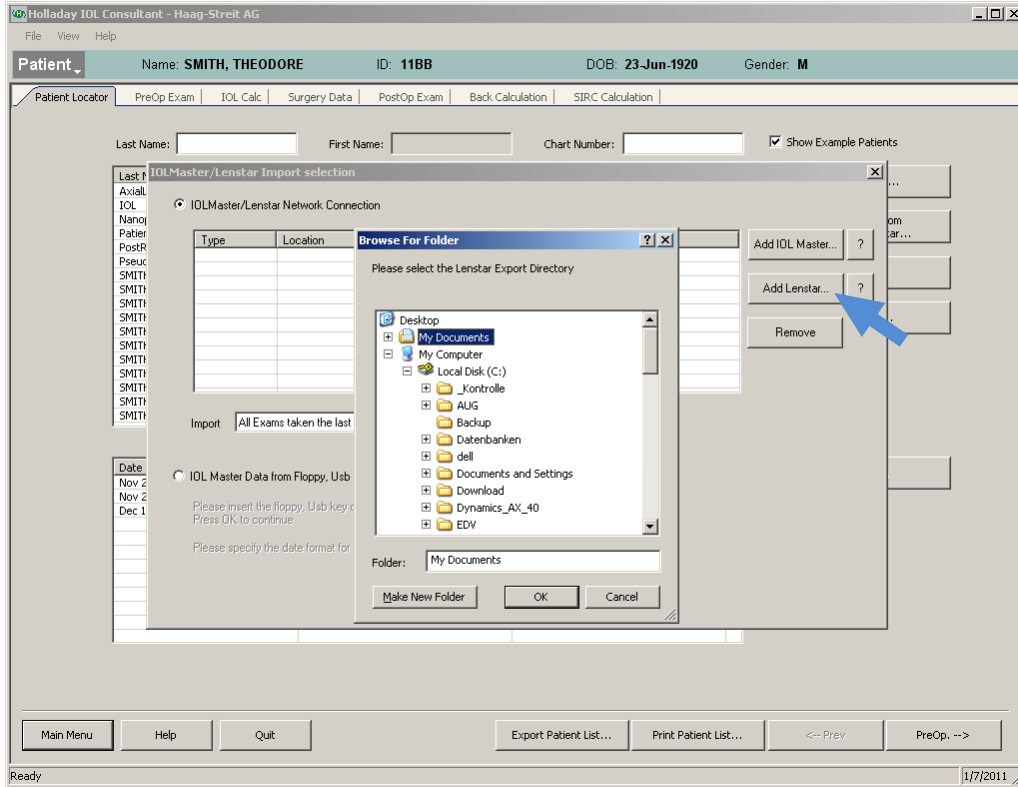 Holladay IOL Consultant - Haag-Streit AG
File View Help
Patient Name: SMITH, THEODORE ID: 11BB DOB: 23-Jun-1920 Gender: M
Patient Locator PreOp Exam IOL Calc Surgery Data PostOp Exam Back Calculation SIRC Calculation
Last Name: First Name: Chart Number: Show Example Patients
Last
AxialL
IOL
Nanop
Patien
PostR
Pseud
SMITH
SMITH
SMITH
SMITH
SMITH
SMITH
SMITH
SMITH
SMITH
SMITH
SMITH
...
om
tar...
.
Date
Nov 2
Nov 2
Dec 1
IOLMaster/Lenstar Import selection
IOLMaster/Lenstar Network Connection
Type Location
Add IOL Master... ?
Add Lenstar... ?
Remove
Import All Exams taken the last
IOL Master Data from Floppy, Usb
Please insert the floppy, Usb key
Press OK to continue
Please specify the date format for
Browse For Folder
Please select the Lenstar Export Directory
Desktop
My Documents
My Computer
Local Disk (C:)
_Kontrolle
AUG
Backup
Datenbanken
dell
Documents and Settings
Download
Dynamics_AX_40
EDV
Folder: My Documents
Make New Folder OK Cancel
Main Menu Help Quit Export Patient List... Print Patient List... <-- Prev PreOp. -->
Ready 1/7/2011